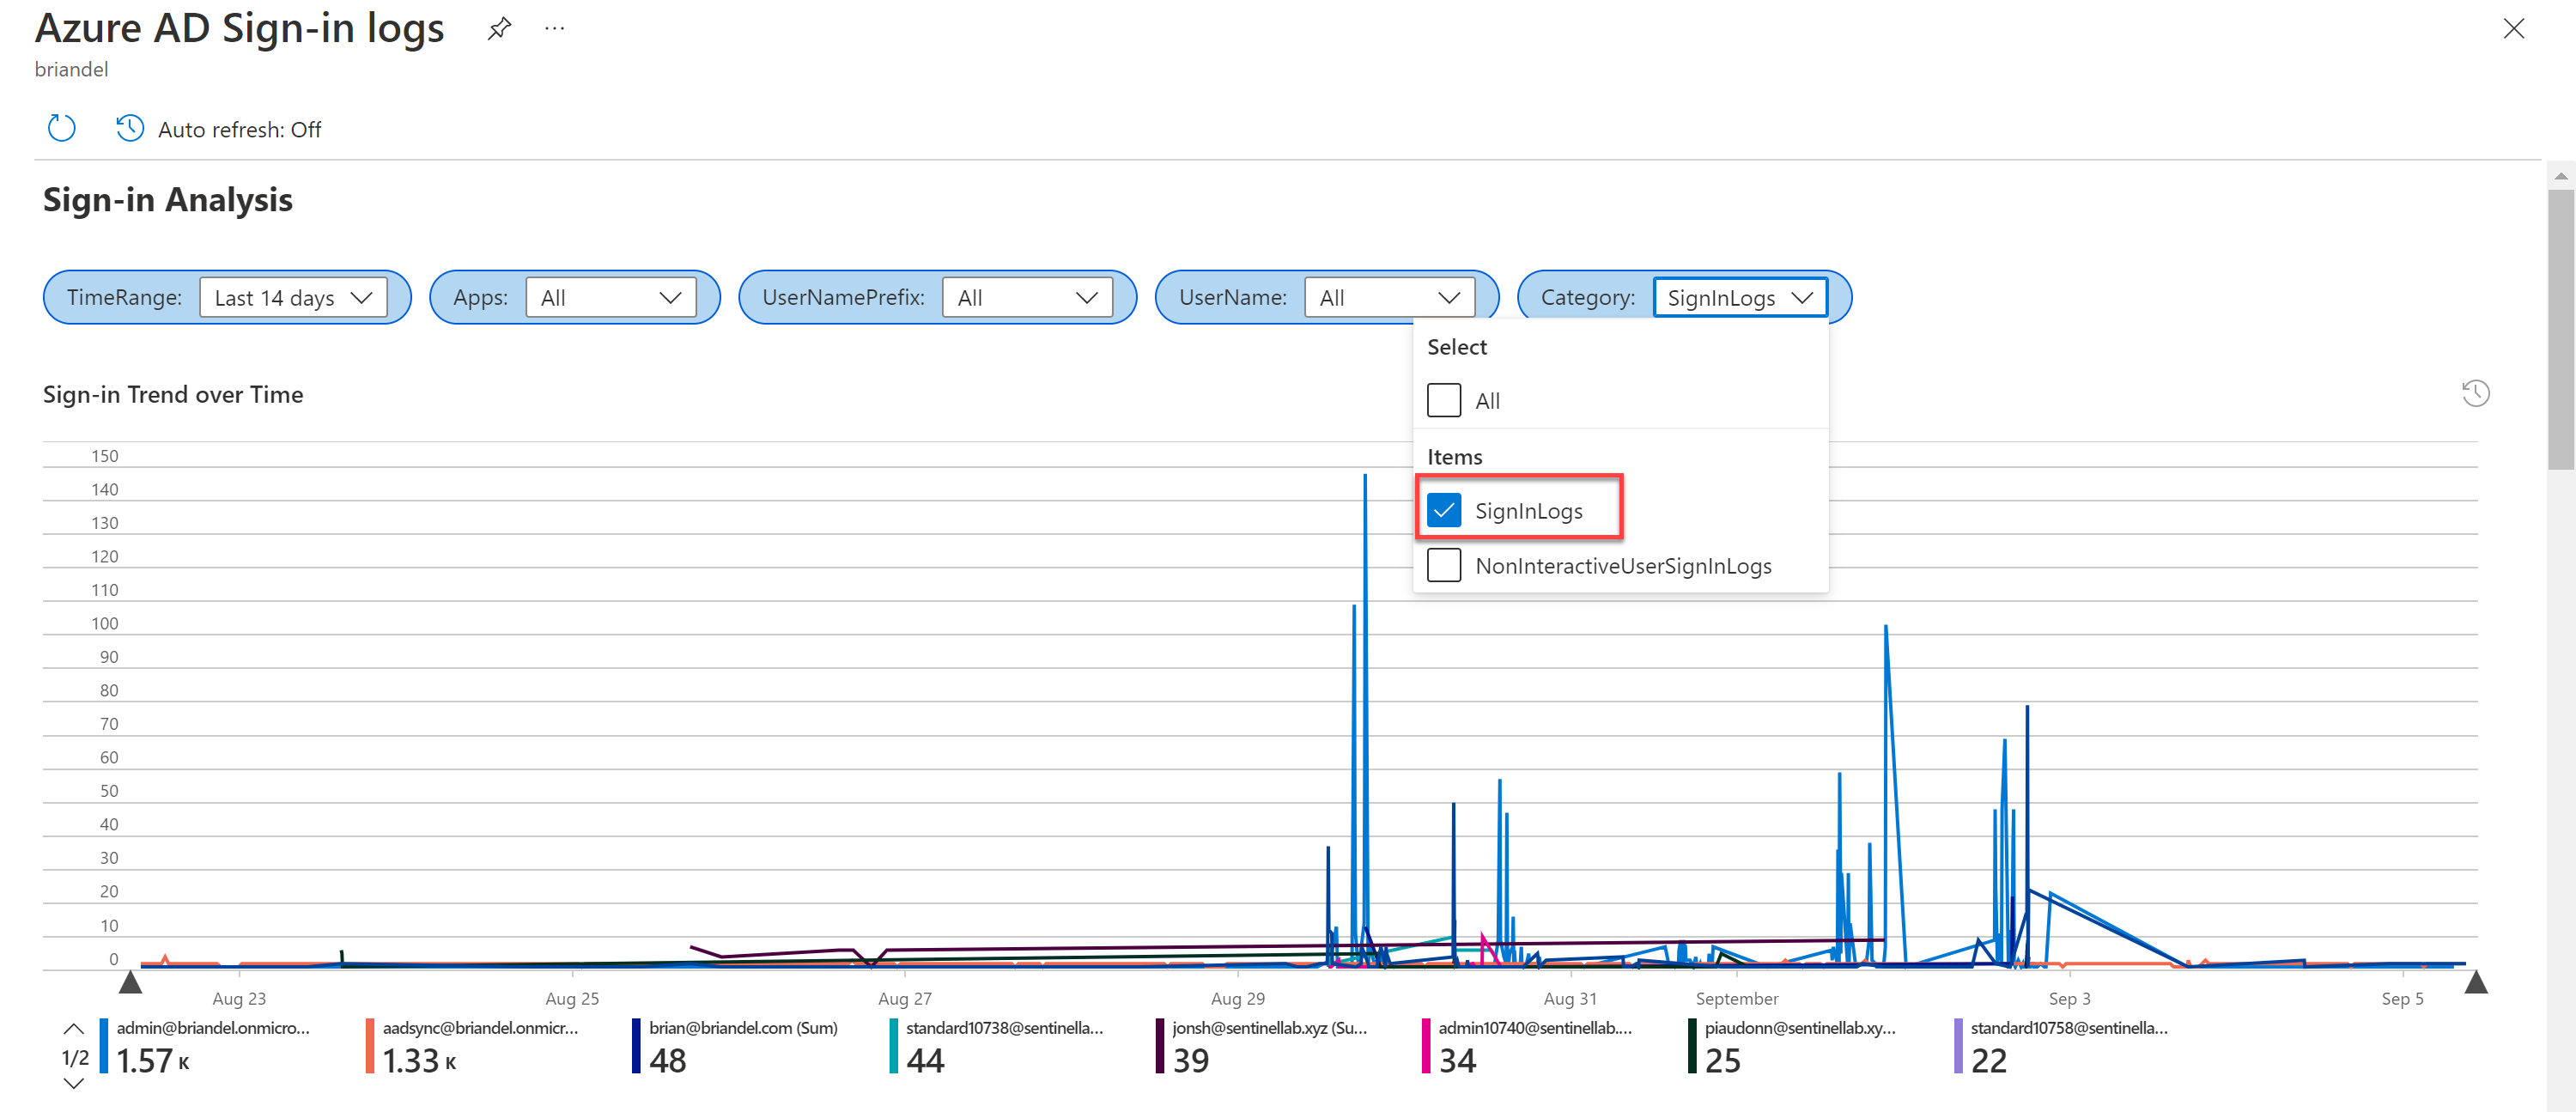 Azure AD Sign-in logs
briandel
Auto refresh: Off
Sign-in Analysis
TimeRange: Last 14 days Apps: All UserNamePrefix: All UserName: All Category: SignInLogs
Select
All
Items
SignInLogs
NonInteractiveUserSignInLogs
Sign-in Trend over Time
150
140
130
120
110
100
90
80
70
60
50
40
30
20
10
0
Aug 23 Aug 25 Aug 27 Aug 29 Aug 31 September Sep 3 Sep 5
1/2
admin@briandel.onmicro... aadsync@briandel.onmicr... brian@briandel.com (Sum) standard10738@sentinella... jonsh@sentinellab.xyz (Su... admin10740@sentinellab.... piaudonn@sentinellab.xy... standard10758@sentinella...
1.57 K 1.33 K 48 44 39 34 25 22